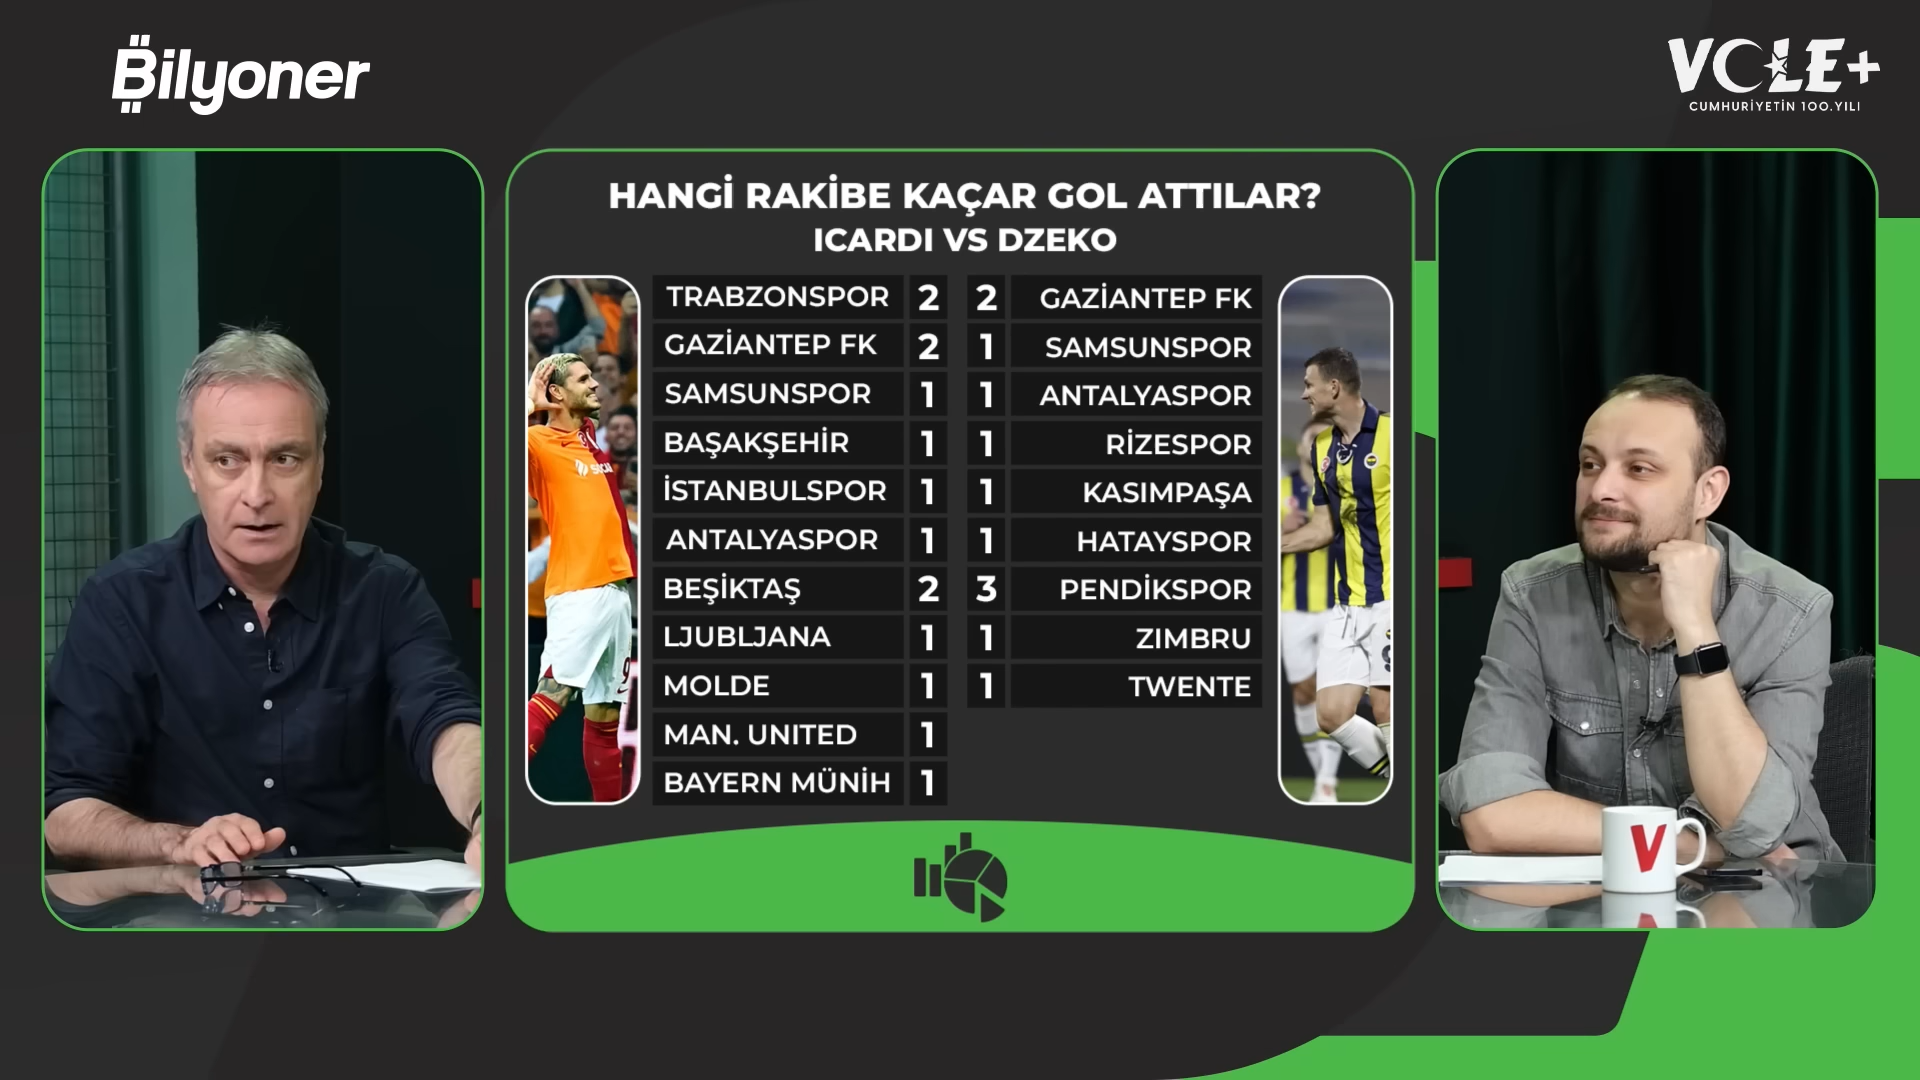 Bilyoner
VOLE+
CUMHURİYETİN 100.YILI
HANGİ RAKİBE KAÇAR GOL ATTILAR?
ICARDI VS DZEKO
TRABZONSPOR 2
GAZİANTEP FK 2
SAMSUNSPOR 1
BAŞAKŞEHİR 1
İSTANBULSPOR 1
ANTALYASPOR 1
BEŞİKTAŞ 2
LJUBLJANA 1
MOLDE 1
MAN. UNITED 1
BAYERN MÜNİH 1
2 GAZİANTEP FK
1 SAMSUNSPOR
1 ANTALYASPOR
1 RİZESPOR
1 KASIMPAŞA
1 HATAYSPOR
3 PENDİKSPOR
1 ZIMBRU
1 TWENTE
9
V